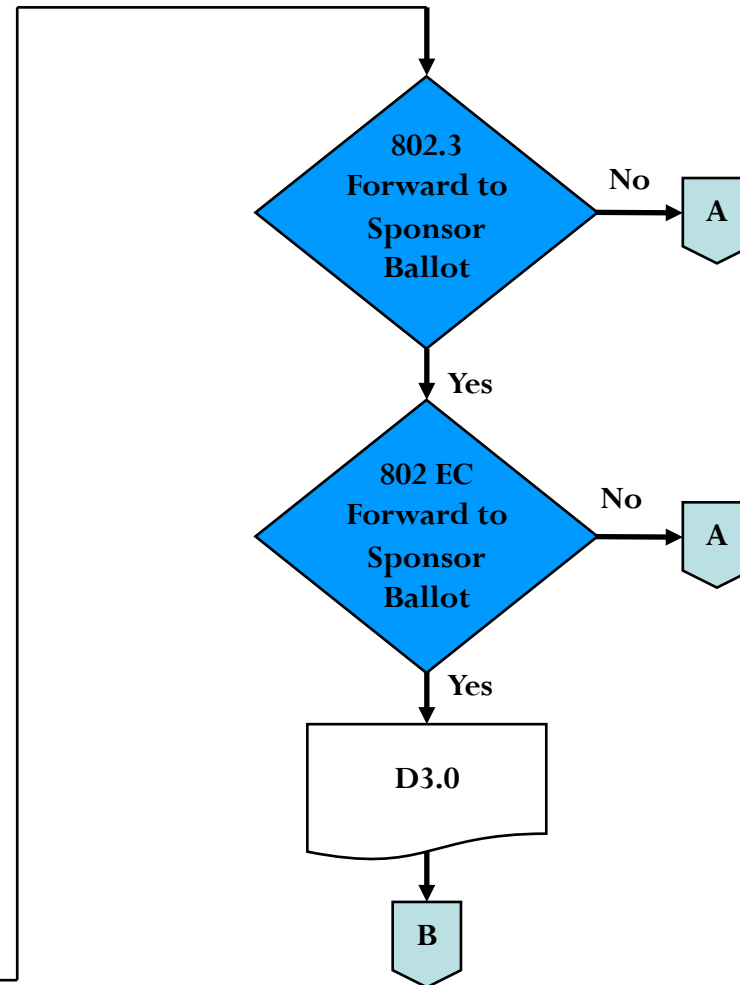 802.3
Forward to
Sponsor
Ballot
No
A
Yes
802 EC
Forward to
Sponsor
Ballot
No
A
Yes
D3.0
B